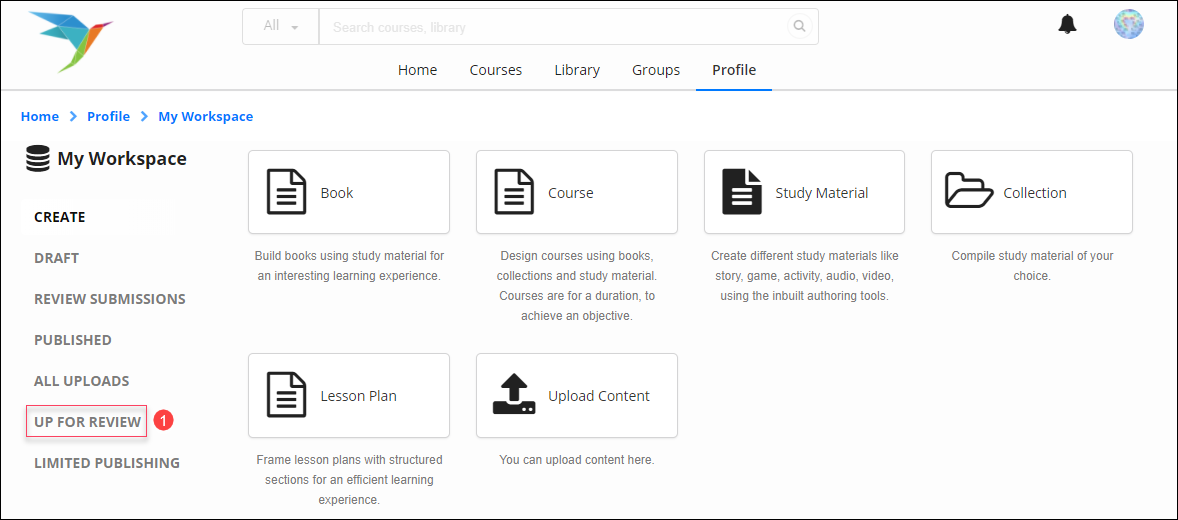 All
Search courses, library
Home Courses Library Groups Profile
Home Profile My Workspace
My Workspace
CREATE
DRAFT
REVIEW SUBMISSIONS
PUBLISHED
ALL UPLOADS
UP FOR REVIEW 1
LIMITED PUBLISHING
Book
Build books using study material for
an interesting learning experience.
Course
Design courses using books,
collections and study material.
Courses are for a duration, to
achieve an objective.
Study Material
Create different study materials like
story, game, activity, audio, video,
using the inbuilt authoring tools.
Collection
Compile study material of your
choice.
Lesson Plan
Frame lesson plans with structured
sections for an efficient learning
experience.
Upload Content
You can upload content here.